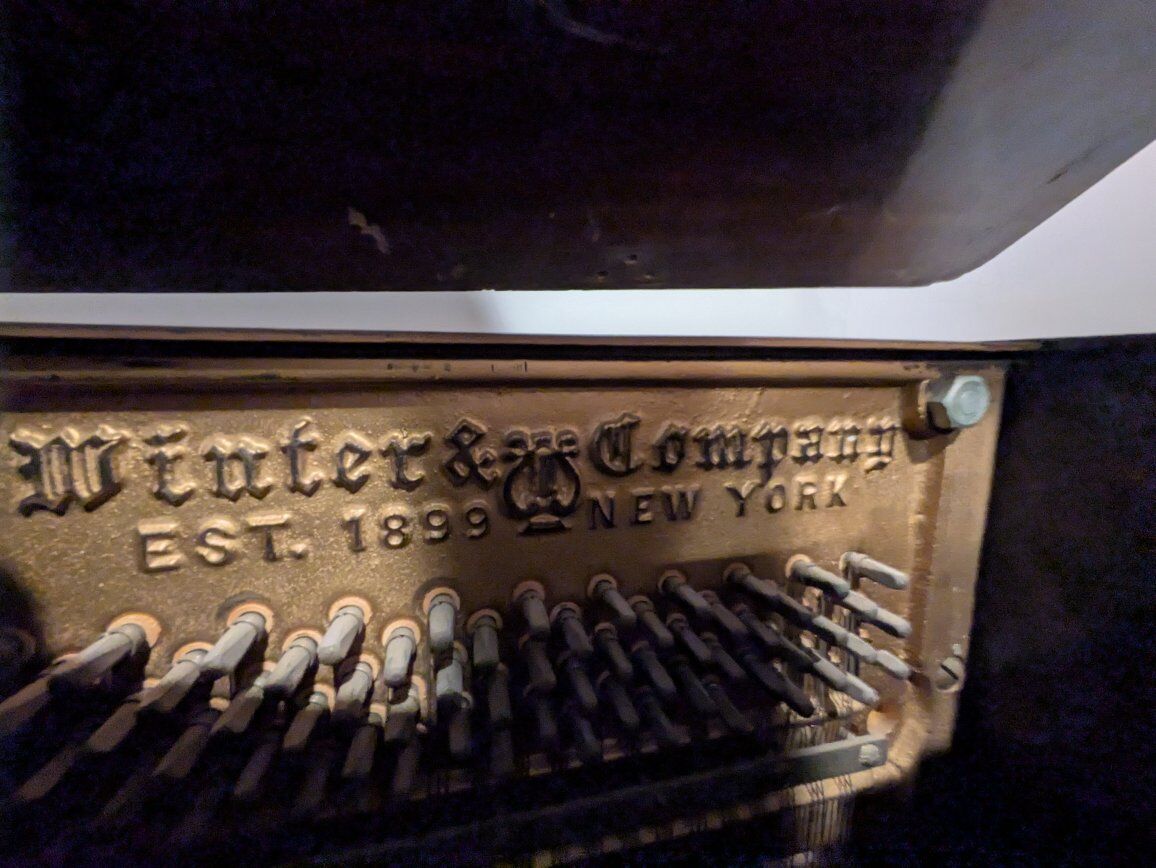 Winter & Company
EST. 1899 NEW YORK